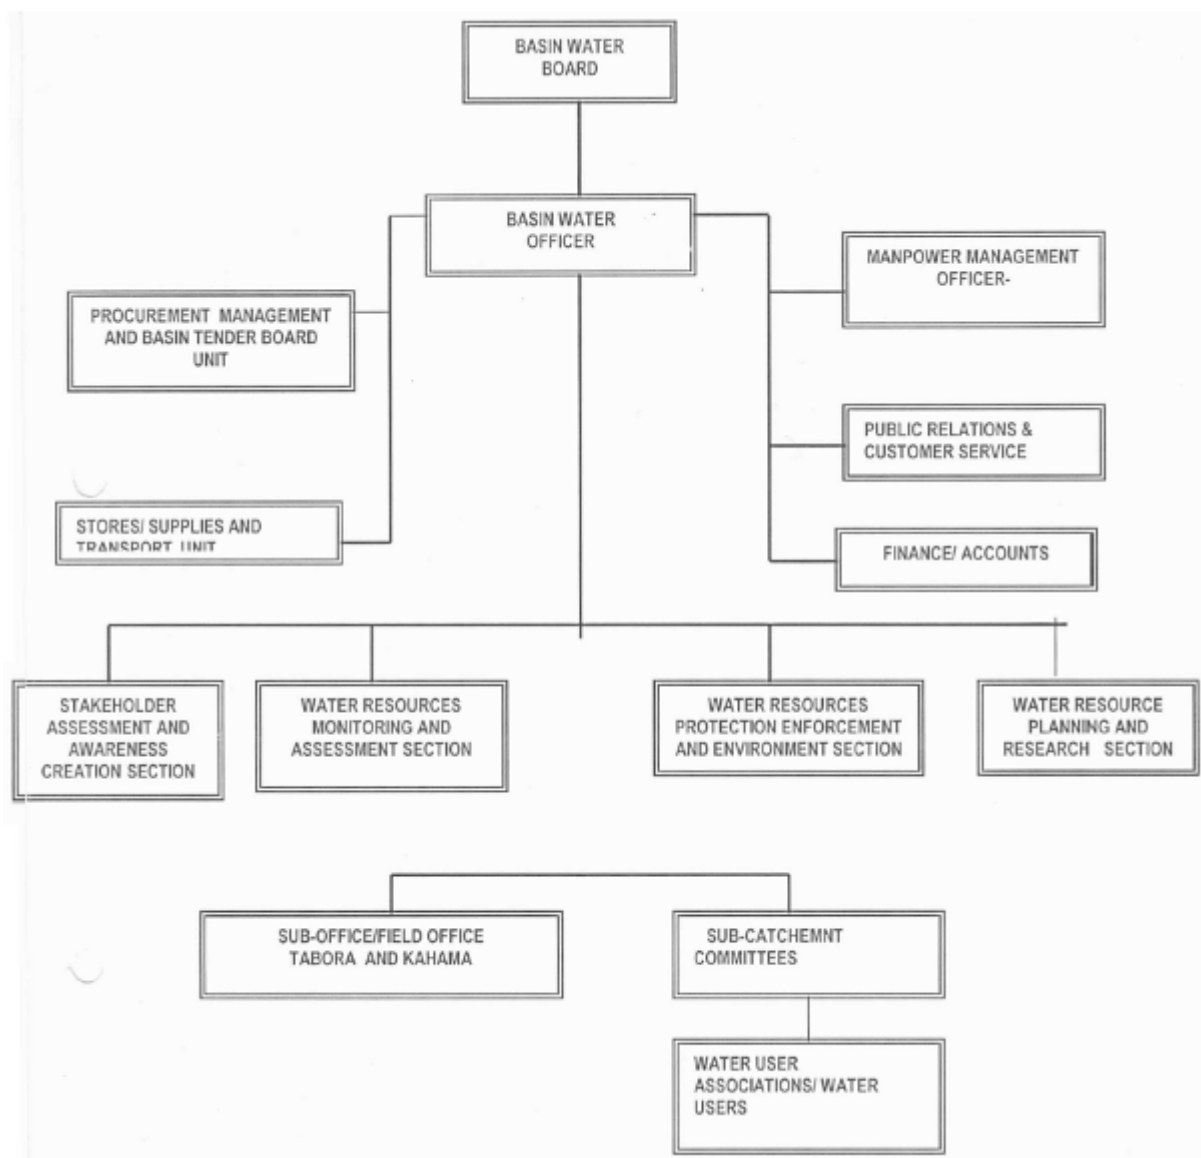 BASIN WATER
BOARD
BASIN WATER
OFFICER
MANPOWER MANAGEMENT
OFFICER-
PROCUREMENT MANAGEMENT
AND BASIN TENDER BOARD
UNIT
PUBLIC RELATIONS &
CUSTOMER SERVICE
STORES/ SUPPLIES AND
TRANSPORT UNIT
FINANCE/ ACCOUNTS
STAKEHOLDER
ASSESSMENT AND
AWARENESS
CREATION SECTION
WATER RESOURCES
MONITORING AND
ASSESSMENT SECTION
WATER RESOURCES
PROTECTION ENFORCEMENT
AND ENVIRONMENT SECTION
WATER RESOURCE
PLANNING AND
RESEARCH SECTION
SUB-OFFICE/FIELD OFFICE
TABORA AND KAHAMA
SUB-CATCHEMNT
COMMITTEES
WATER USER
ASSOCIATIONS/ WATER
USERS